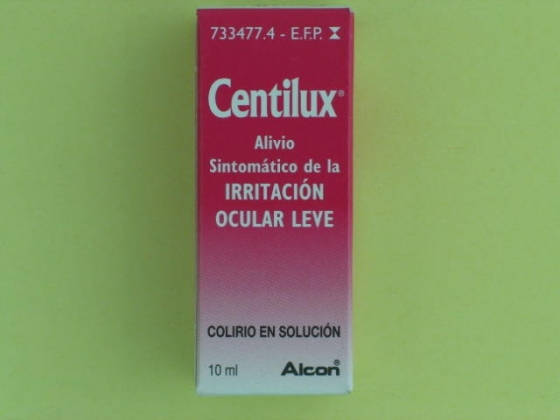 733477.4 - E.F.P.
Centilux®
Alivio
Sintomático de la
IRRITACIÓN
OCULAR LEVE
COLIRIO EN SOLUCIÓN
10 ml Alcon®